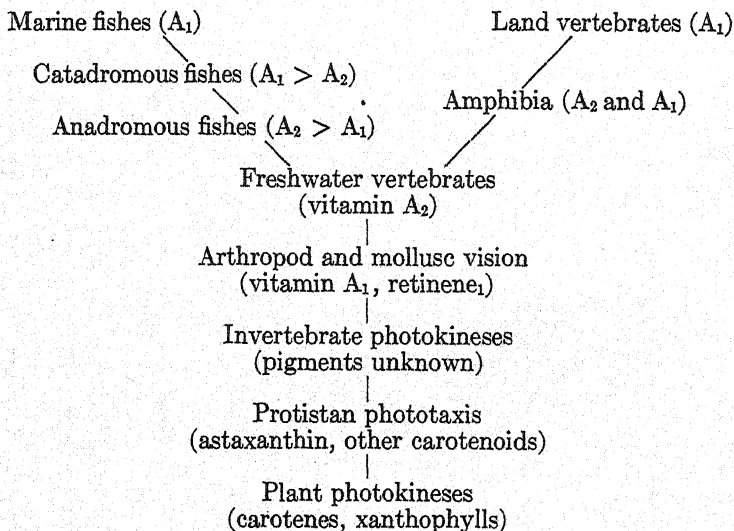 Marine fishes (A₁)
Land vertebrates (A₁)
Catadromous fishes (A₁ > A₂)
Amphibia (A₂ and A₁)
Anadromous fishes (A₂ > A₁)
Freshwater vertebrates
(vitamin A₂)
Arthropod and mollusc vision
(vitamin A₁, retinene₁)
Invertebrate photokineses
(pigments unknown)
Protistan phototaxis
(astaxanthin, other carotenoids)
Plant photokineses
(carotenes, xanthophylls)